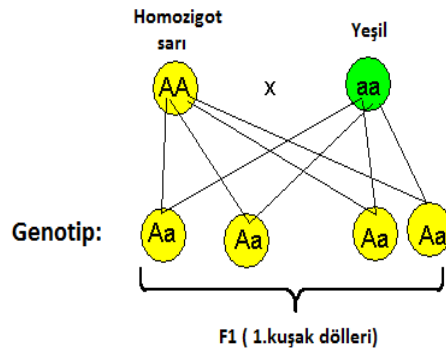 Homozigot
sarı
Yeşil
AA
x
aa
Genotip:
Aa
Aa
Aa
Aa
F1 ( 1.kuşak dölleri)